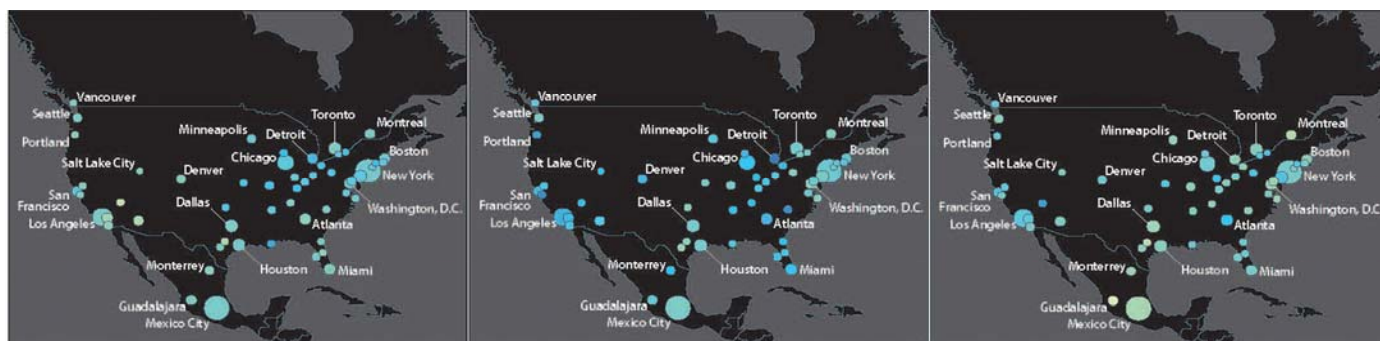 Vancouver
Seattle
Toronto
Montreal
Minneapolis
Detroit
Portland
Boston
Chicago
Salt Lake City
Denver
New York
San
Francisco
Dallas
Washington, D.C.
Los Angeles
Atlanta
Monterrey
Houston
Miami
Guadalajara
Mexico City
Vancouver
Seattle
Toronto
Montreal
Minneapolis
Detroit
Portland
Boston
Chicago
Salt Lake City
Denver
New York
San
Francisco
Dallas
Washington, D.C.
Los Angeles
Atlanta
Monterrey
Houston
Miami
Guadalajara
Mexico City
Vancouver
Seattle
Toronto
Montreal
Minneapolis
Detroit
Portland
Boston
Chicago
Salt Lake City
Denver
New York
San
Francisco
Dallas
Washington, D.C.
Los Angeles
Atlanta
Monterrey
Houston
Miami
Guadalajara
Mexico City